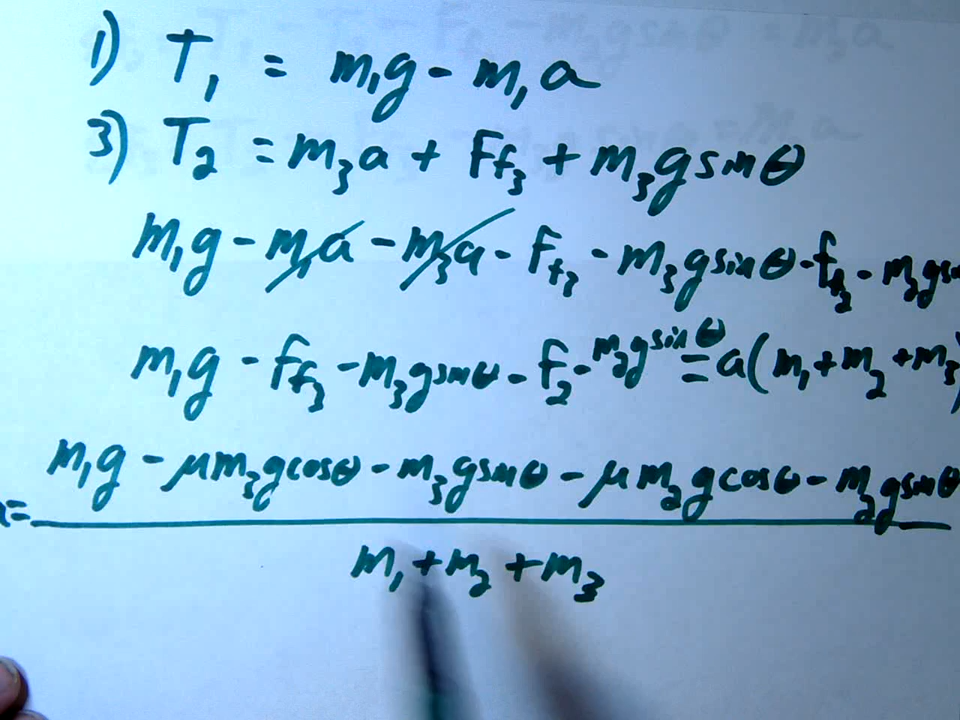 1) T₁ = m₁g - m₁a
3) T₂ = m₃a + Ff₃ + m₃g sinθ
m₁g - m₁a - m₃a - Ff₃ - m₃g sinθ - Ff₂ - m₂g
m₁g - Ff₃ - m₃g sinθ - F₂ - m₂g sinθ = a(m₁ + m₂ + m₃)
m₁g - μm₃g cosθ - m₃g sinθ - μm₂g cosθ - m₂g sinθ
=
m₁ + m₂ + m₃